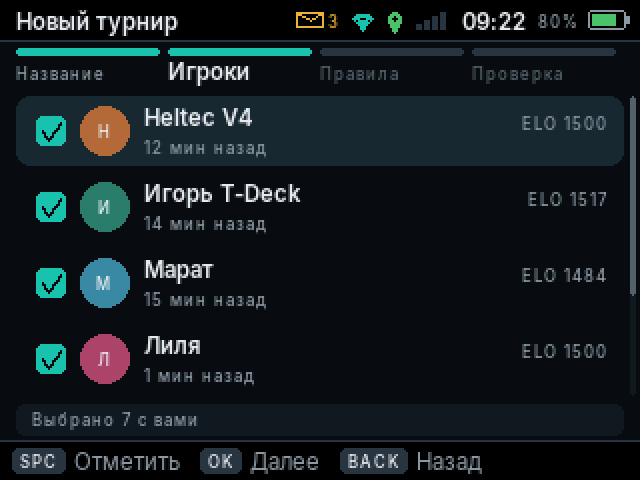 Новый турнир 3 09:22 80%
Название Игроки Правила Проверка
H Heltec V4 ELO 1500
12 мин назад
И Игорь T-Deck ELO 1517
14 мин назад
М Марат ELO 1484
15 мин назад
Л Лиля ELO 1500
1 мин назад
Выбрано 7 с вами
SPC Отметить OK Далее BACK Назад